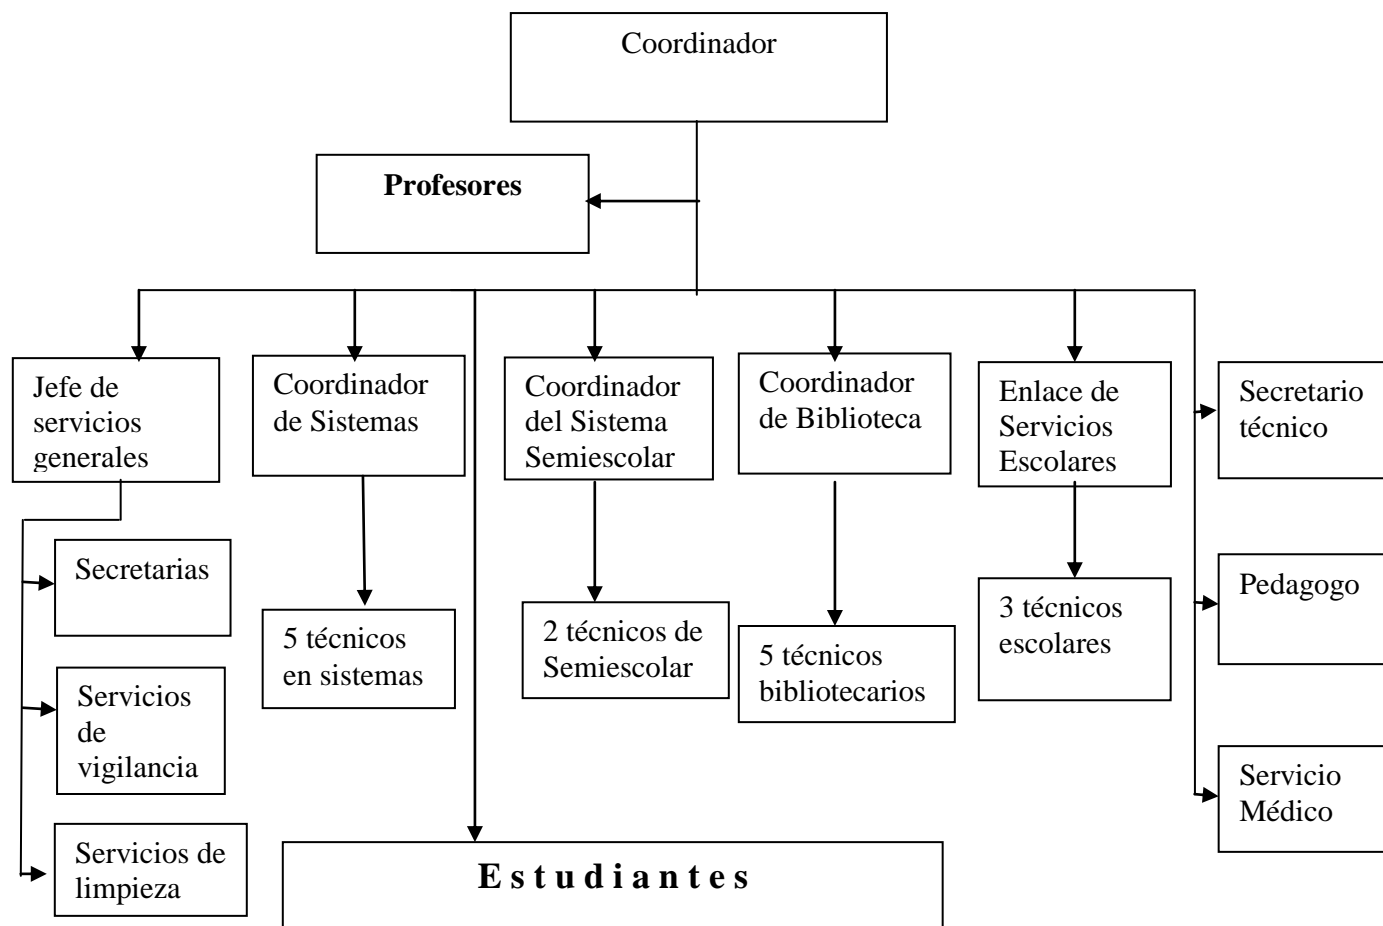 Coordinador
Profesores
Jefe de
servicios
generales
Coordinador
de Sistemas
Coordinador
del Sistema
Semiescolar
Coordinador
de Biblioteca
Enlace de
Servicios
Escolares
Secretario
técnico
Secretarias
5 técnicos
en sistemas
2 técnicos de
Semiescolar
5 técnicos
bibliotecarios
3 técnicos
escolares
Pedagogo
Servicios
de
vigilancia
Servicio
Médico
Servicios de
limpieza
Estudiantes